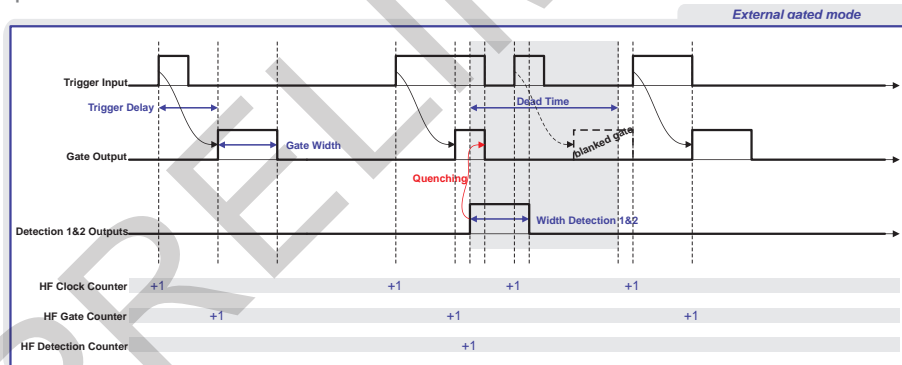 External gated mode
Trigger Input
Trigger Delay
Dead Time
Gate Output
Gate Width
/blanked gate
Quenching
Width Detection 1&2
Detection 1&2 Outputs
HF Clock Counter +1 +1 +1 +1
HF Gate Counter +1 +1 +1
HF Detection Counter +1
PRELIN